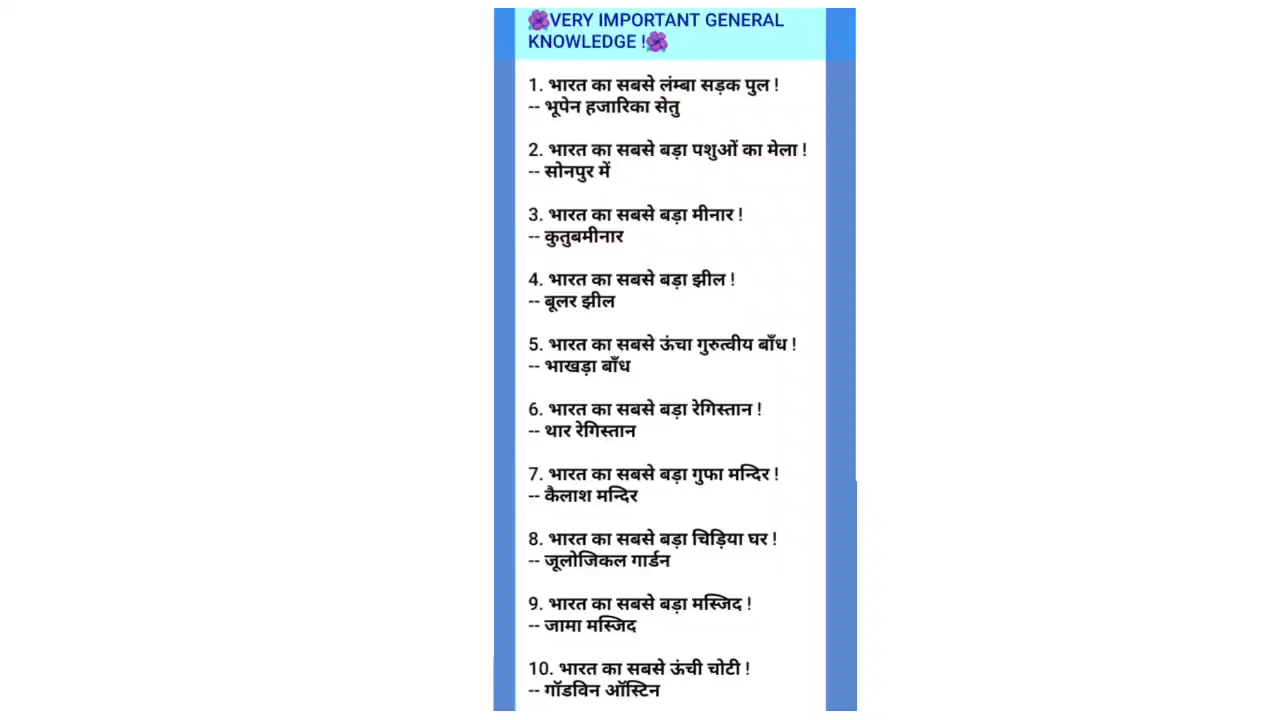 🌺VERY IMPORTANT GENERAL
KNOWLEDGE !🌺
1. भारत का सबसे लंम्बा सड़क पुल !
-- भूपेन हजारिका सेतु
2. भारत का सबसे बड़ा पशुओं का मेला !
-- सोनपुर में
3. भारत का सबसे बड़ा मीनार !
-- कुतुबमीनार
4. भारत का सबसे बड़ा झील !
-- बूलर झील
5. भारत का सबसे ऊंचा गुरुत्वीय बाँध !
-- भाखड़ा बाँध
6. भारत का सबसे बड़ा रेगिस्तान !
-- थार रेगिस्तान
7. भारत का सबसे बड़ा गुफा मन्दिर !
-- कैलाश मन्दिर
8. भारत का सबसे बड़ा चिड़िया घर !
-- जूलोजिकल गार्डन
9. भारत का सबसे बड़ा मस्जिद !
-- जामा मस्जिद
10. भारत का सबसे ऊंची चोटी !
-- गॉडविन ऑस्टिन